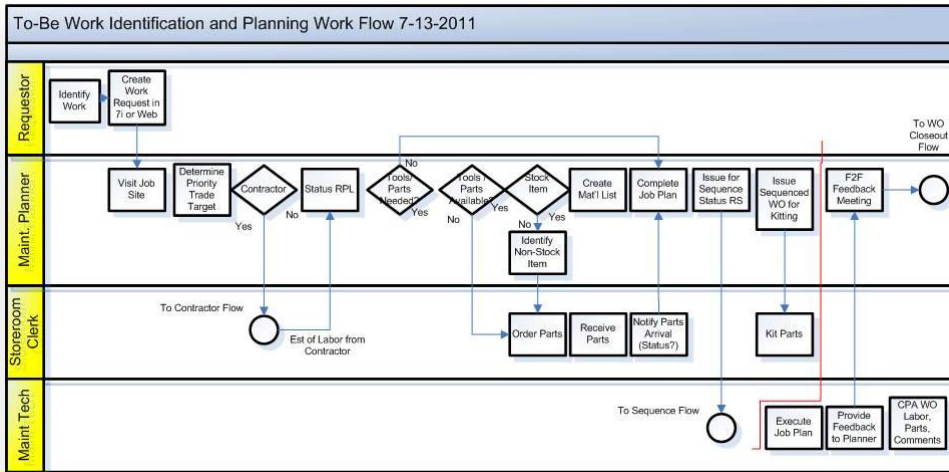 To-Be Work Identification and Planning Work Flow 7-13-2011
Requestor
Identify
Work
Create
Work
Request in
7i or Web
To WO
Closeout
Flow
Maint. Planner
Visit Job
Site
Determine
Priority
Trade
Target
Contractor
No
Yes
Status RPL
Tools/
Parts
Needed?
No
Yes
Tools /
Parts
Available?
No
Yes
Stock
Item
Yes
No
Identify
Non-Stock
Item
Create
Mat'l List
Complete
Job Plan
Issue for
Sequence
Status RS
Issue
Sequenced
WO for
Kitting
F2F
Feedback
Meeting
Storeroom
Clerk
To Contractor Flow
Est of Labor from
Contractor
Order Parts
Receive
Parts
Notify Parts
Arrival
(Status?)
Kit Parts
Maint Tech
To Sequence Flow
Execute
Job Plan
Provide
Feedback
to Planner
CPA WO
Labor,
Parts,
Comments